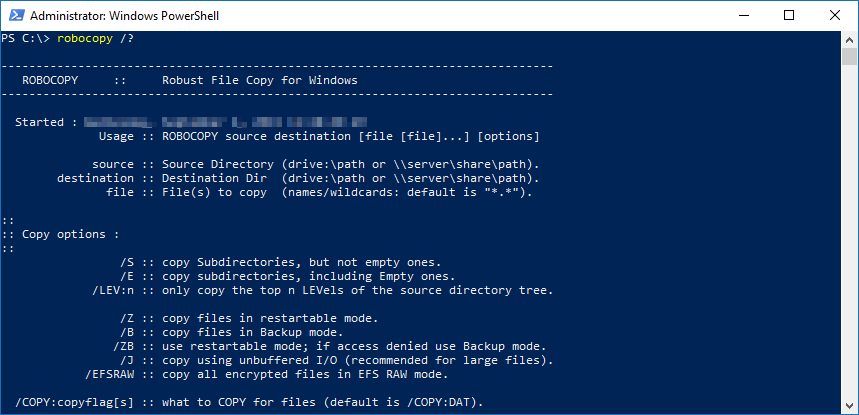 Administrator: Windows PowerShell
PS C:\> robocopy /?
-------------------------------------------------------------------------------
ROBOCOPY :: Robust File Copy for Windows
-------------------------------------------------------------------------------
Started :
Usage :: ROBOCOPY source destination [file [file]...] [options]
source :: Source Directory (drive:\path or \\server\share\path).
destination :: Destination Dir (drive:\path or \\server\share\path).
file :: File(s) to copy (names/wildcards: default is "*.*").
::
:: Copy options :
::
/S :: copy Subdirectories, but not empty ones.
/E :: copy subdirectories, including Empty ones.
/LEV:n :: only copy the top n LEVels of the source directory tree.
/Z :: copy files in restartable mode.
/B :: copy files in Backup mode.
/ZB :: use restartable mode; if access denied use Backup mode.
/J :: copy using unbuffered I/O (recommended for large files).
/EFSRAW :: copy all encrypted files in EFS RAW mode.
/COPY:copyflag[s] :: what to COPY for files (default is /COPY:DAT).